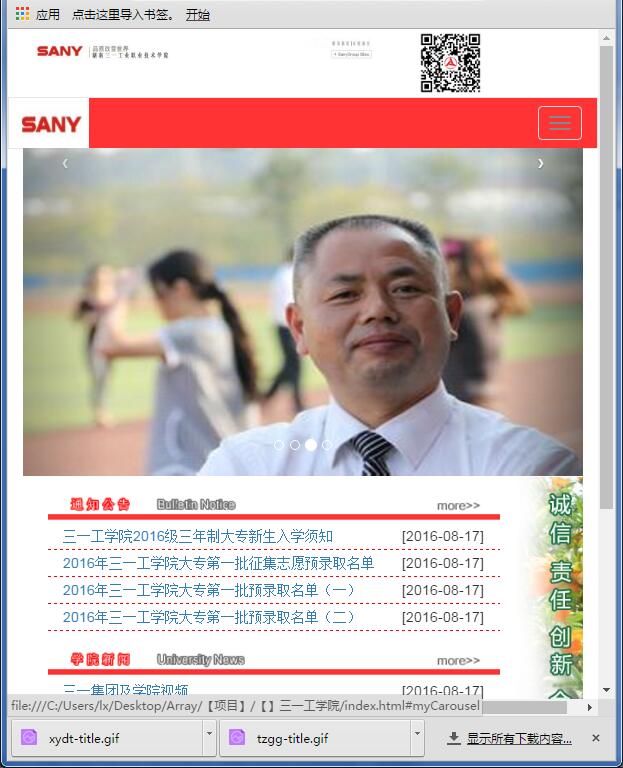 应用 点击这里导入书签。 开始
SANY 品质改变世界
湖南三一工业职业技术学院
+ SanyGroup Sites
SANY
‹ ›
通知公告 Bulletin Notice more>>
三一工学院2016级三年制大专新生入学须知 [2016-08-17]
2016年三一工学院大专第一批征集志愿预录取名单 [2016-08-17]
2016年三一工学院大专第一批预录取名单（一） [2016-08-17]
2016年三一工学院大专第一批预录取名单（二） [2016-08-17]
诚信 责任 创新
学院新闻 University News more>>
三一集团及学院视频 [2016-08-17]
file:///C:/Users/lx/Desktop/Array/【项目】/【】三一工学院/index.html#myCarousel
xydt-title.gif tzgg-title.gif 显示所有下载内容...